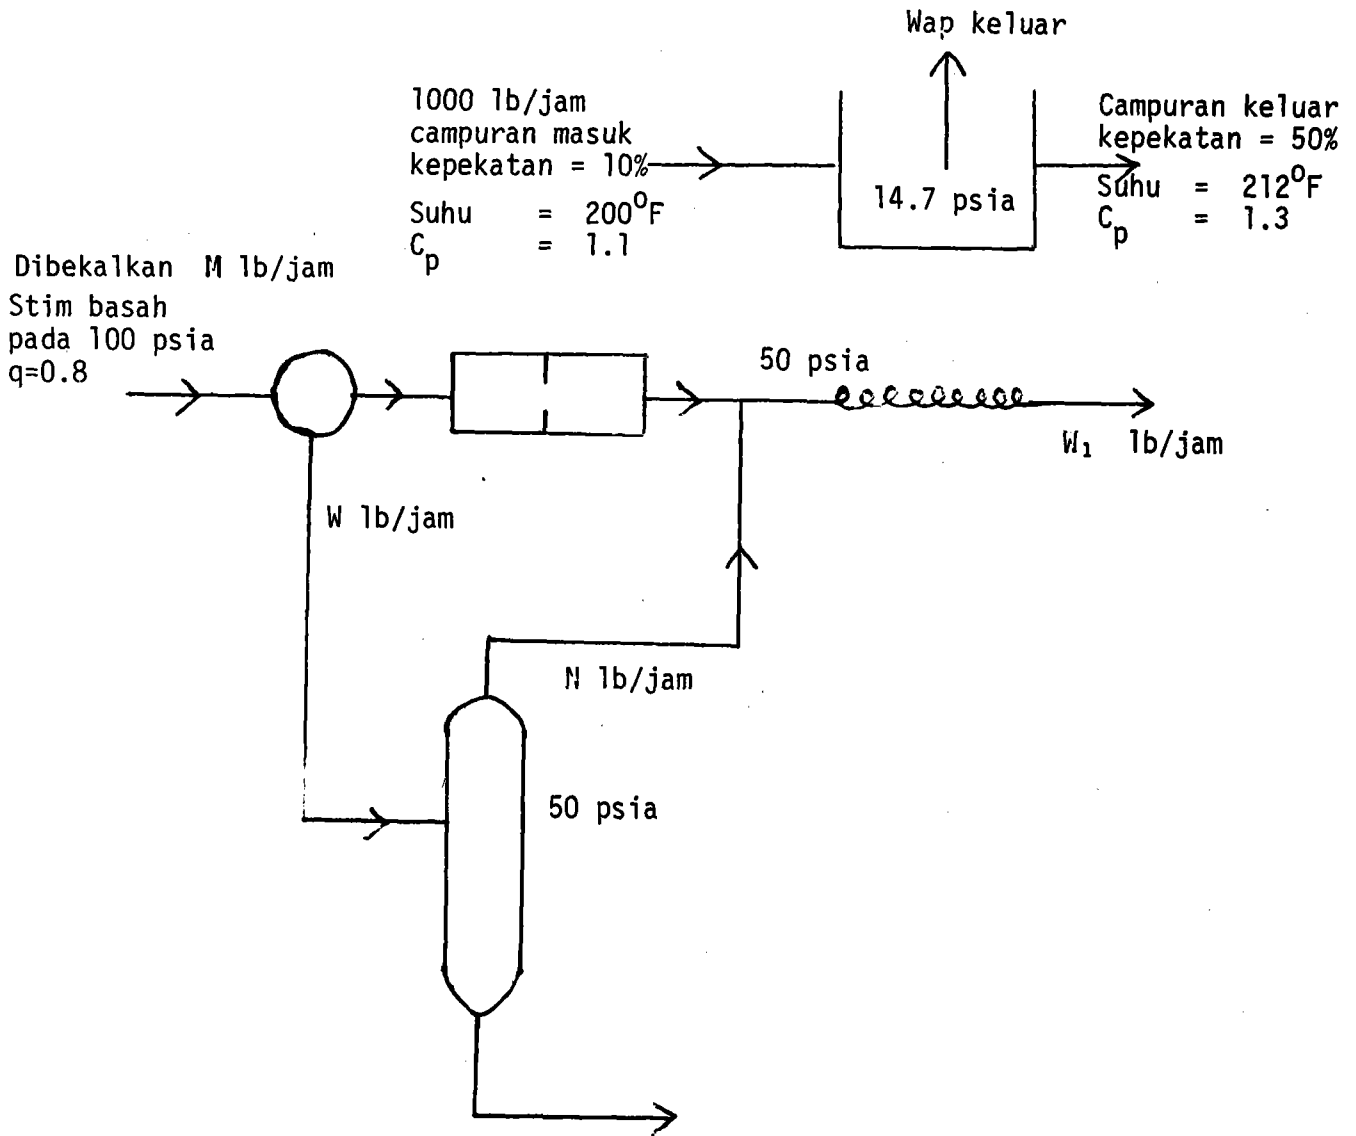 Wap keluar
1000 lb/jam
campuran masuk
kepekatan = 10%
Suhu = 200°F
Cp = 1.1
14.7 psia
Campuran keluar
kepekatan = 50%
Suhu = 212°F
Cp = 1.3
Dibekalkan M lb/jam
Stim basah
pada 100 psia
q=0.8
50 psia
W₁ lb/jam
W lb/jam
N lb/jam
50 psia